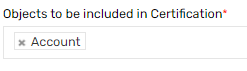 Objects to be included in Certification*
× Account